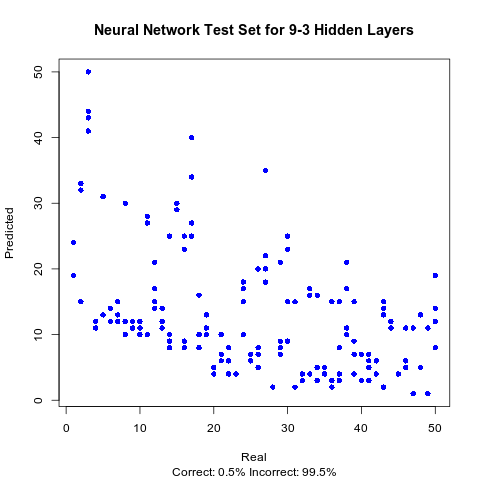 Neural Network Test Set for 9-3 Hidden Layers
Predicted
50
40
30
20
10
0
0 10 20 30 40 50
Real
Correct: 0.5% Incorrect: 99.5%